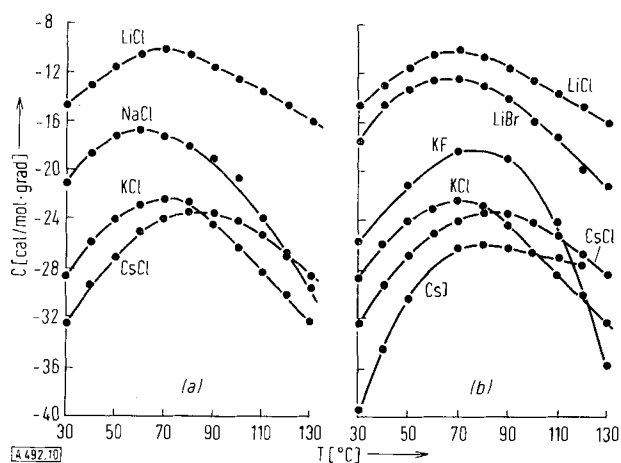 -8
-12
-16
-20
-24
-28
-32
-36
-40
C [cal/mol·grad]
LiCl
NaCl
KCl
CsCl
(a)
30 50 70 90 110 130
LiCl
LiBr
KF
KCl
CsCl
CsJ
(b)
30 50 70 90 110 130
T [°C]
A 492.10